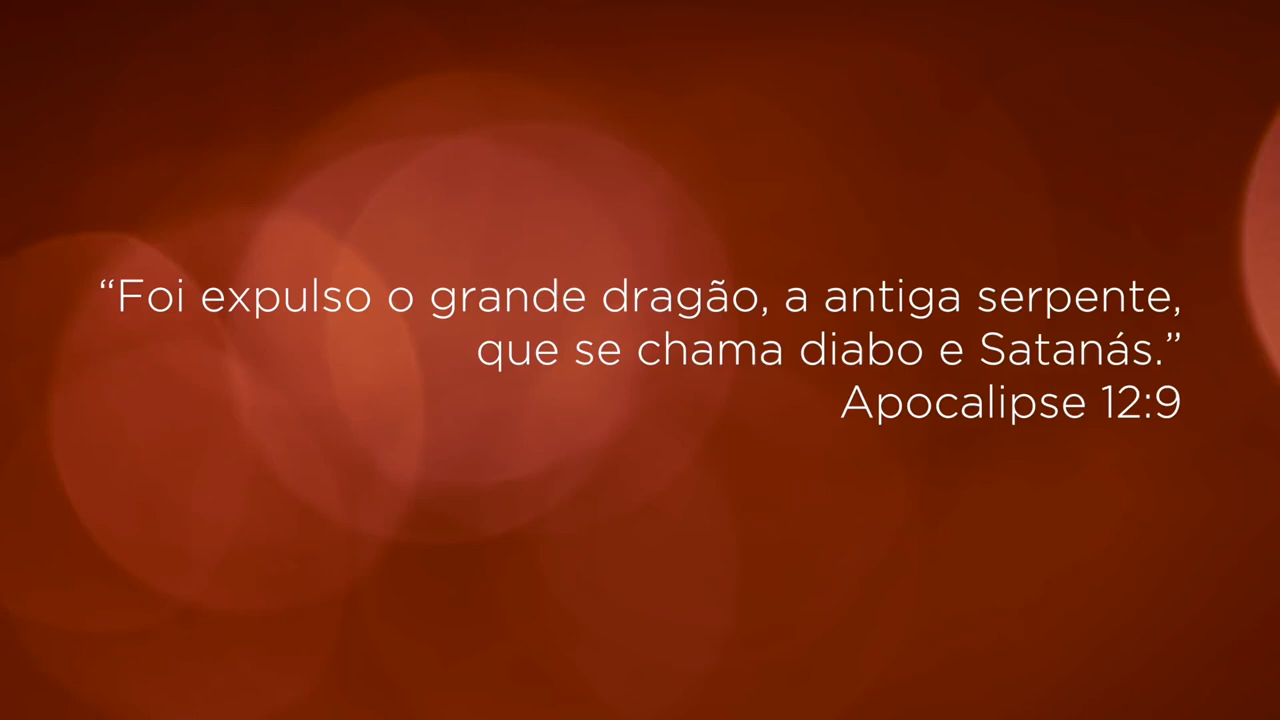 “Foi expulso o grande dragão, a antiga serpente,
que se chama diabo e Satanás.”
Apocalipse 12:9